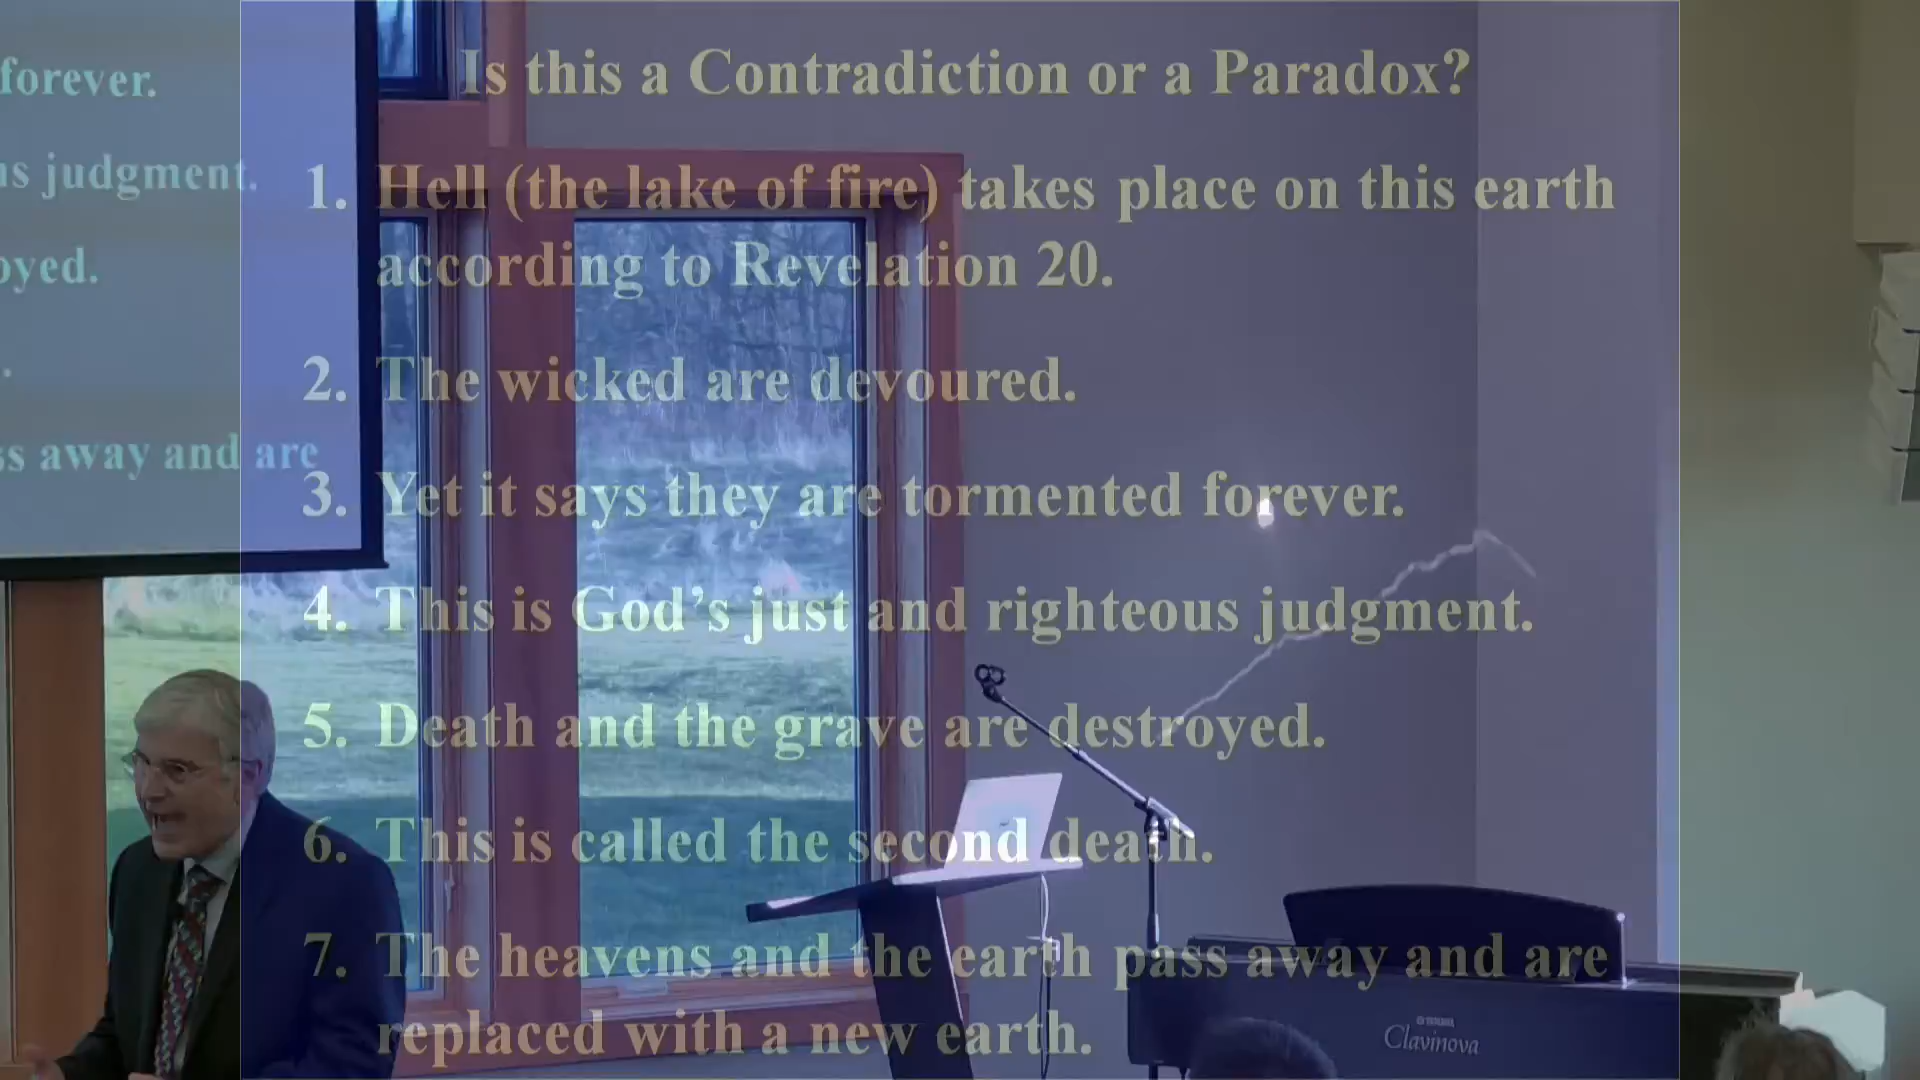 forever.
judgment.
away and are
Is this a Contradiction or a Paradox?
1. Hell (the lake of fire) takes place on this earth
according to Revelation 20.
2. The wicked are devoured.
3. Yet it says they are tormented forever.
4. This is God’s just and righteous judgment.
5. Death and the grave are destroyed.
6. This is called the second death.
7. The heavens and the earth pass away and are
replaced with a new earth.
YAMAHA
Clavinova